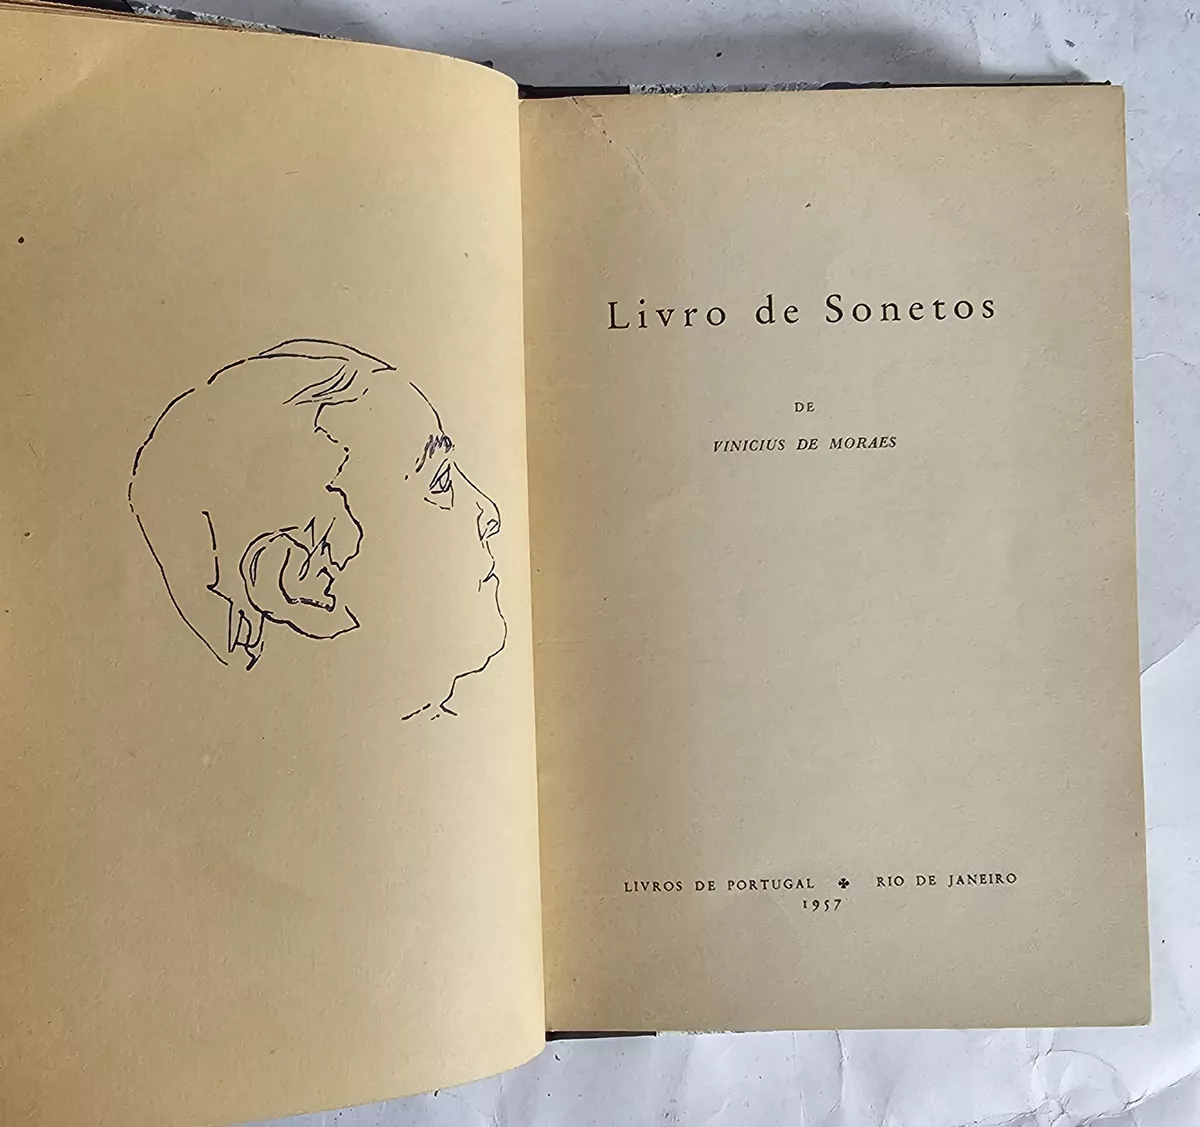 Livro de Sonetos
DE
VINICIUS DE MORAES
LIVROS DE PORTUGAL ✤ RIO DE JANEIRO
1957